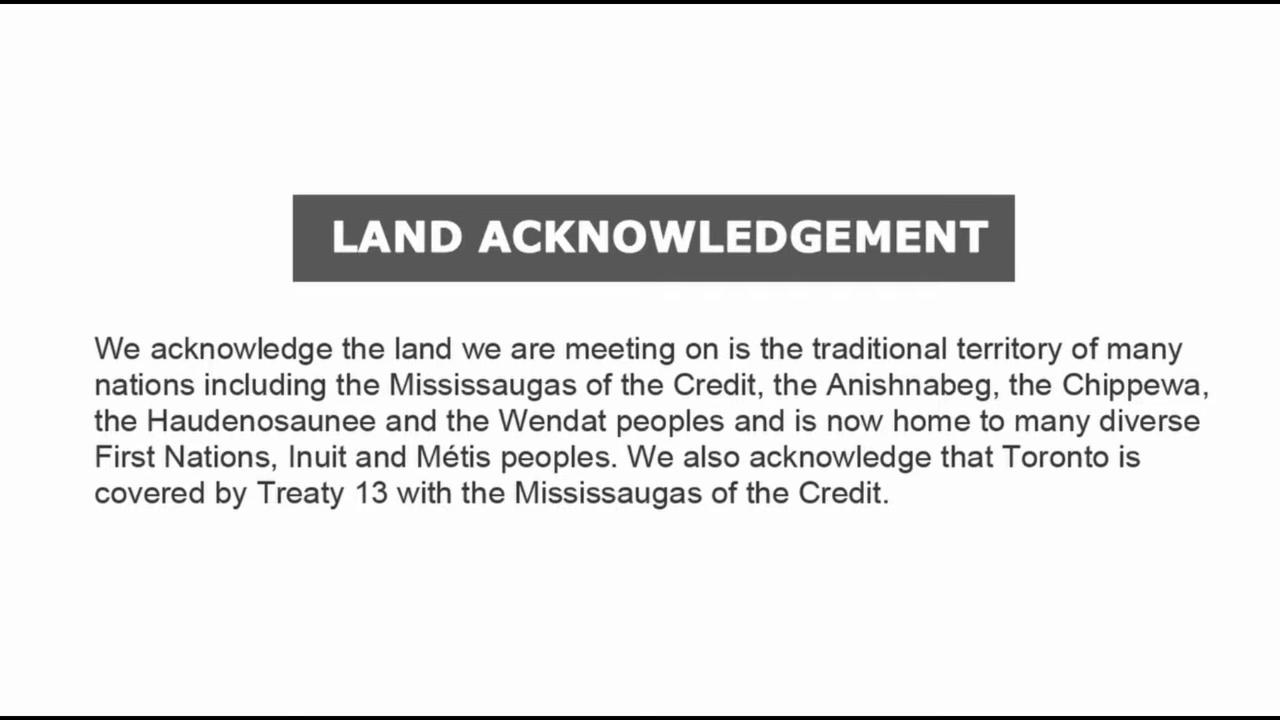 LAND ACKNOWLEDGEMENT
We acknowledge the land we are meeting on is the traditional territory of many
nations including the Mississaugas of the Credit, the Anishnabeg, the Chippewa,
the Haudenosaunee and the Wendat peoples and is now home to many diverse
First Nations, Inuit and Métis peoples. We also acknowledge that Toronto is
covered by Treaty 13 with the Mississaugas of the Credit.